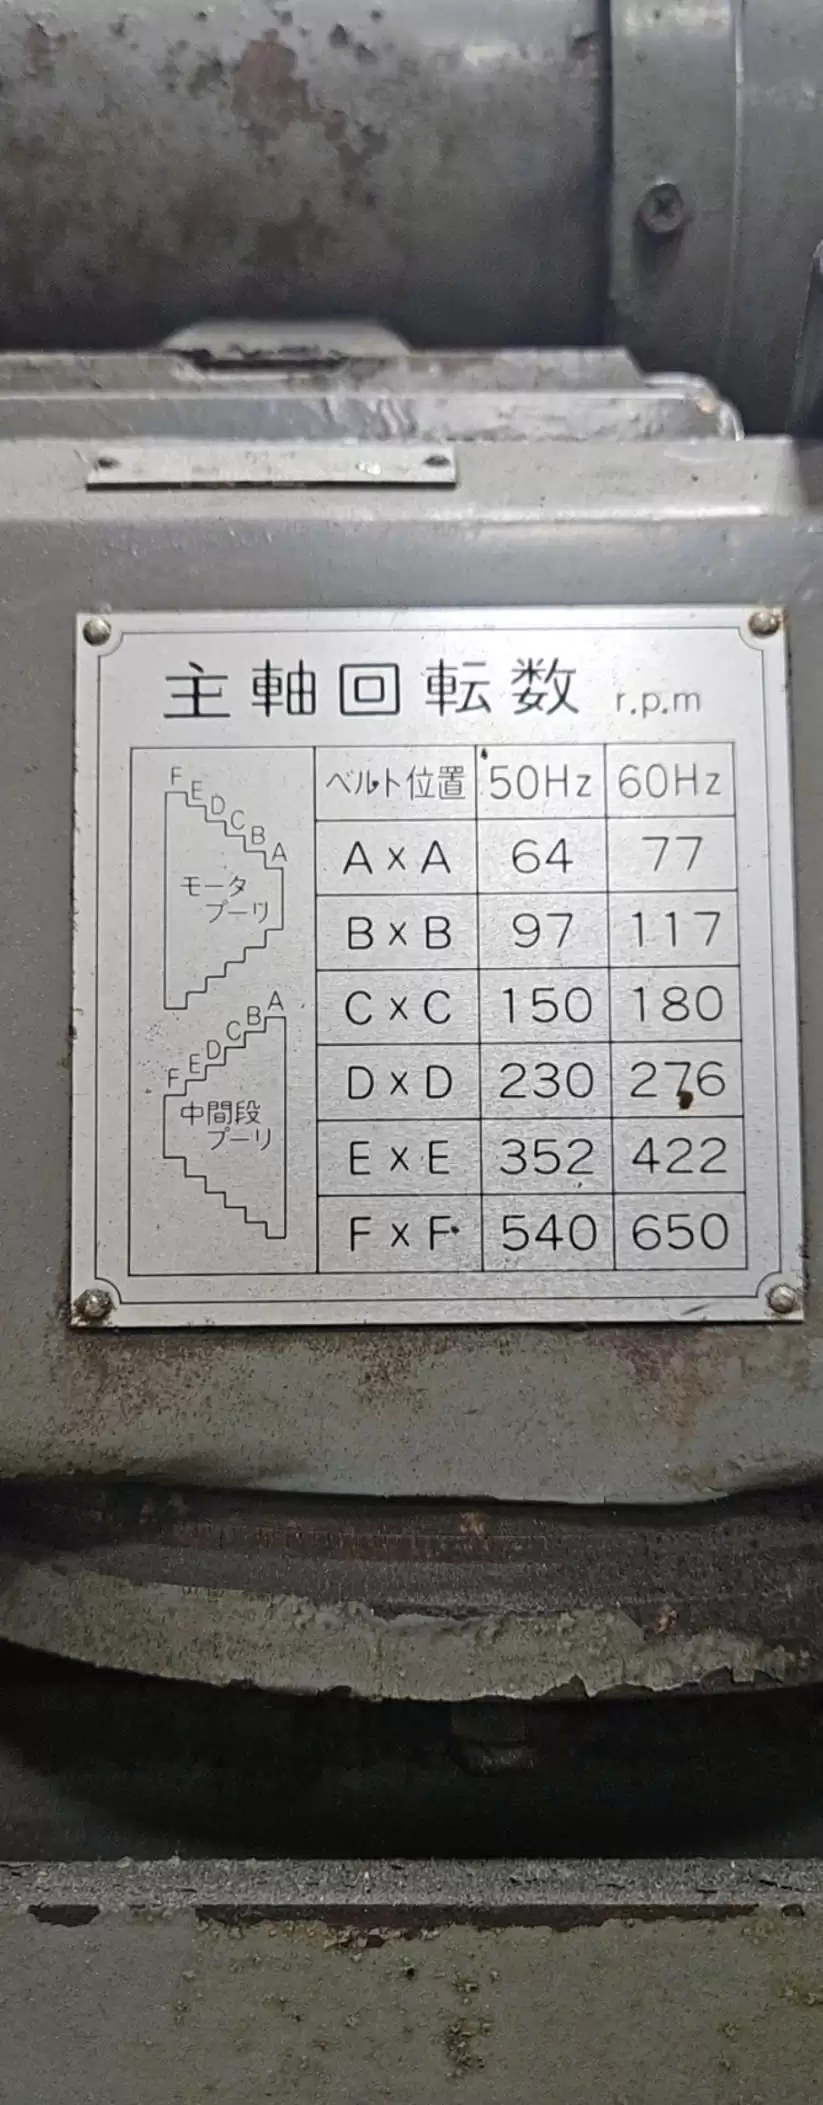 主軸回転数 r.p.m
F E D C B A
モータ
プーリ
A B C D E F
中間段
プーリ
ベルト位置 50Hz 60Hz
A×A 64 77
B×B 97 117
C×C 150 180
D×D 230 276
E×E 352 422
F×F 540 650